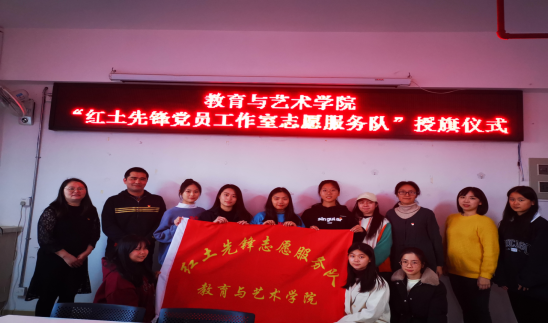 教育与艺术学院
“红土先锋党员工作室志愿服务队”授旗仪式
红土先锋志愿服务队
教育与艺术学院